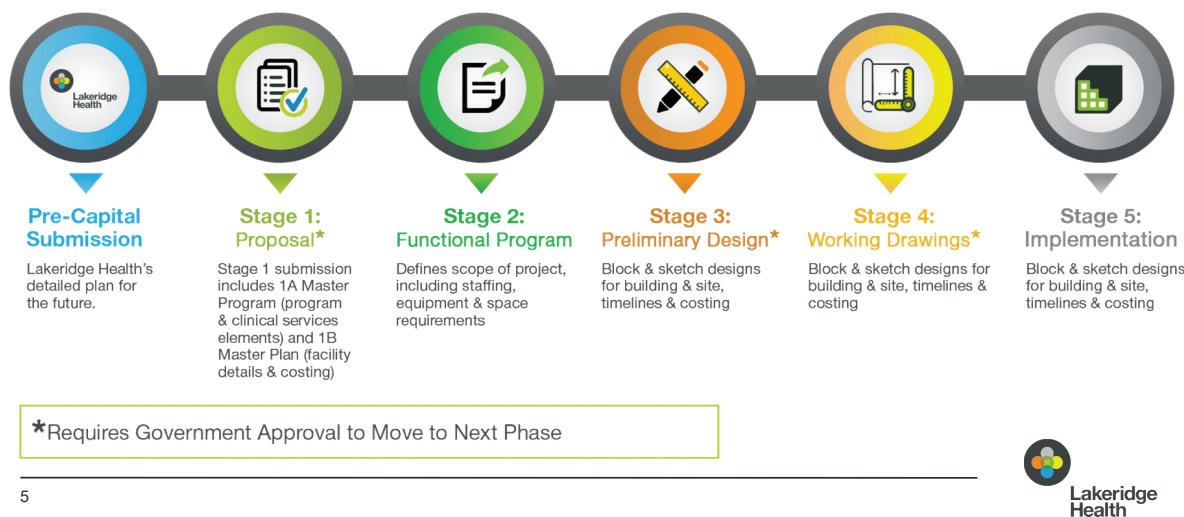 Lakeridge
Health
Pre-Capital
Submission
Lakeridge Health’s
detailed plan for
the future.
Stage 1:
Proposal*
Stage 1 submission
includes 1A Master
Program (program
& clinical services
elements) and 1B
Master Plan (facility
details & costing)
Stage 2:
Functional Program
Defines scope of project,
including staffing,
equipment & space
requirements
Stage 3:
Preliminary Design*
Block & sketch designs
for building & site,
timelines & costing
Stage 4:
Working Drawings*
Block & sketch designs for
building & site, timelines &
costing
Stage 5:
Implementation
Block & sketch designs
for building & site,
timelines & costing
*Requires Government Approval to Move to Next Phase
5
Lakeridge
Health